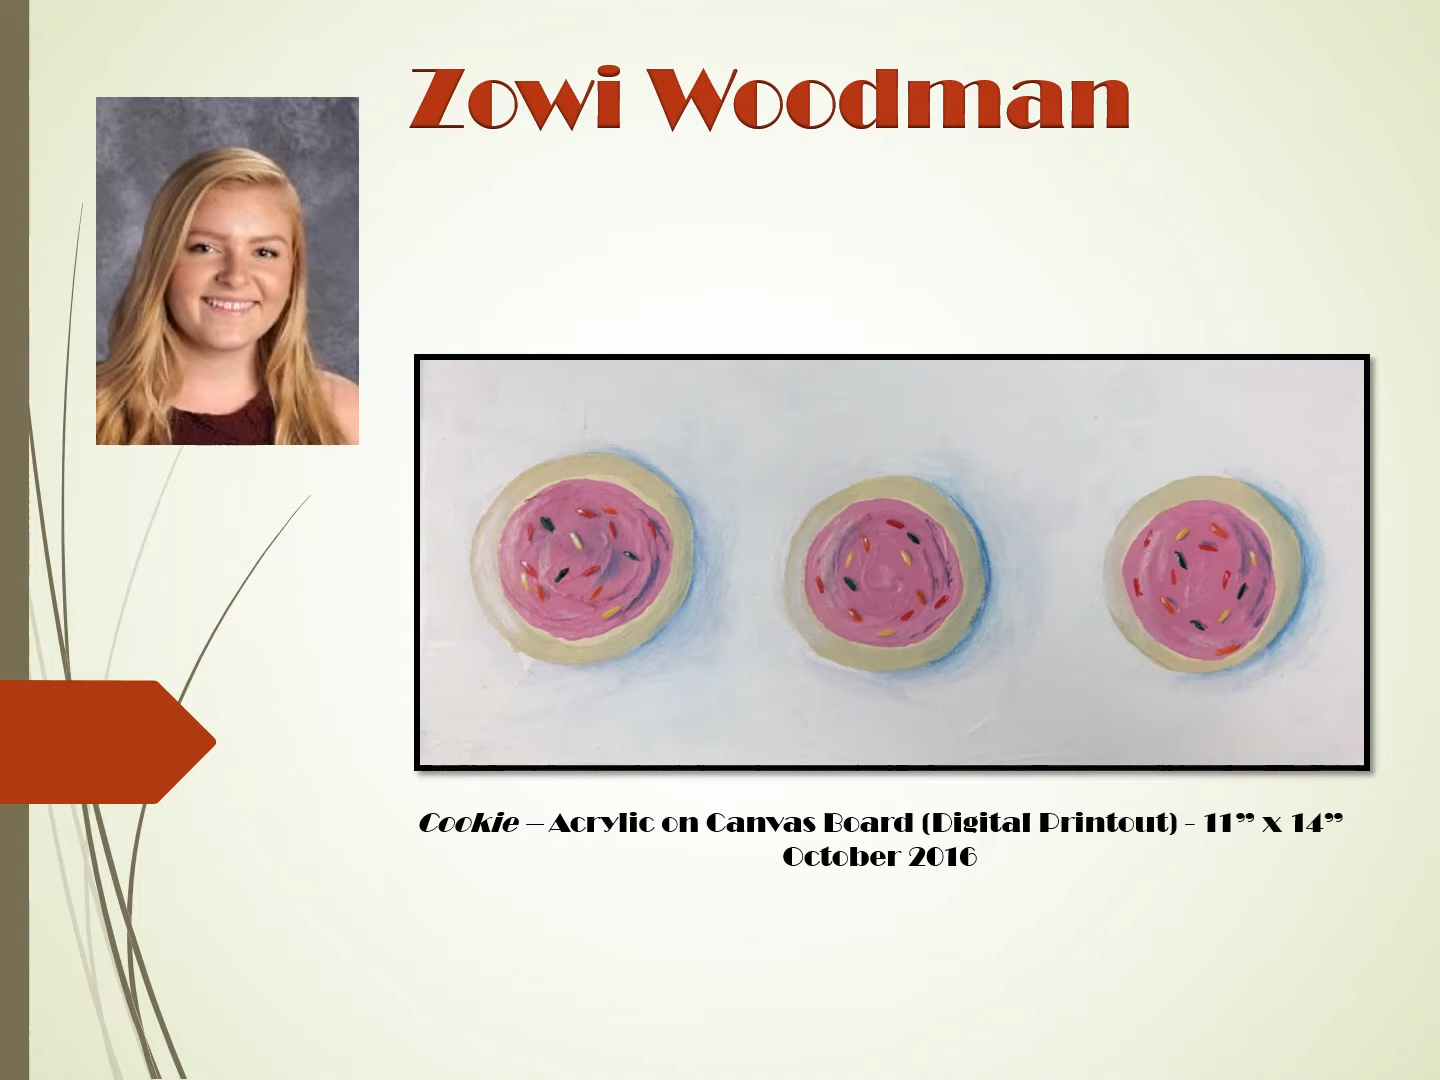 Zowi Woodman
Cookie – Acrylic on Canvas Board (Digital Printout) - 11” x 14”
October 2016